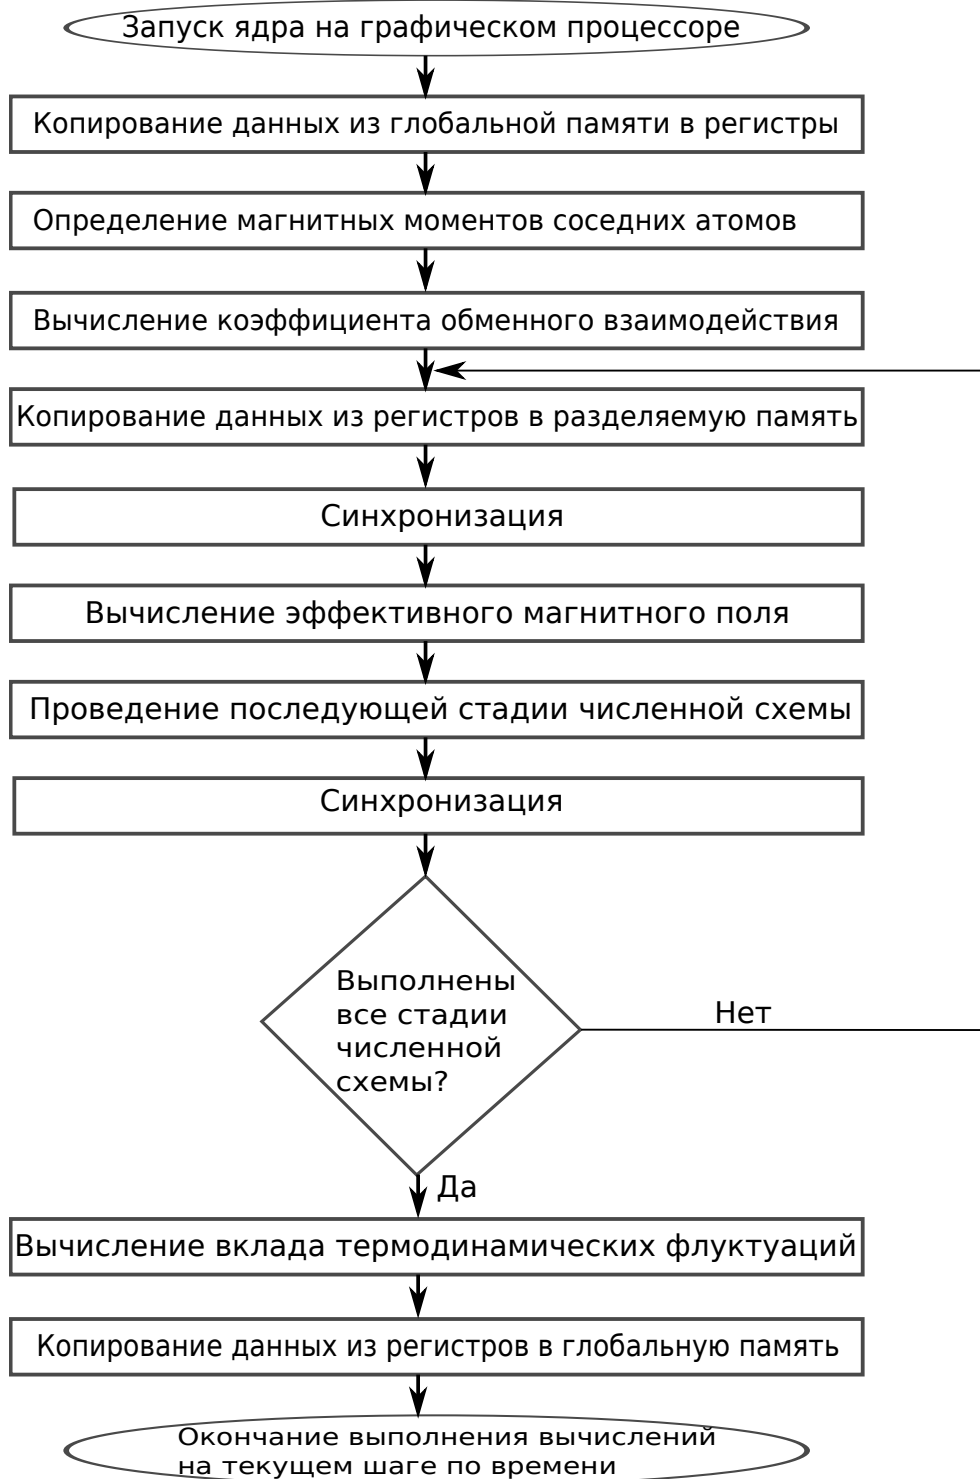 Запуск ядра на графическом процессоре
Копирование данных из глобальной памяти в регистры
Определение магнитных моментов соседних атомов
Вычисление коэффициента обменного взаимодействия
Копирование данных из регистров в разделяемую память
Синхронизация
Вычисление эффективного магнитного поля
Проведение последующей стадии численной схемы
Синхронизация
Выполнены
все стадии
численной
схемы?
Нет
Да
Вычисление вклада термодинамических флуктуаций
Копирование данных из регистров в глобальную память
Окончание выполнения вычислений
на текущем шаге по времени